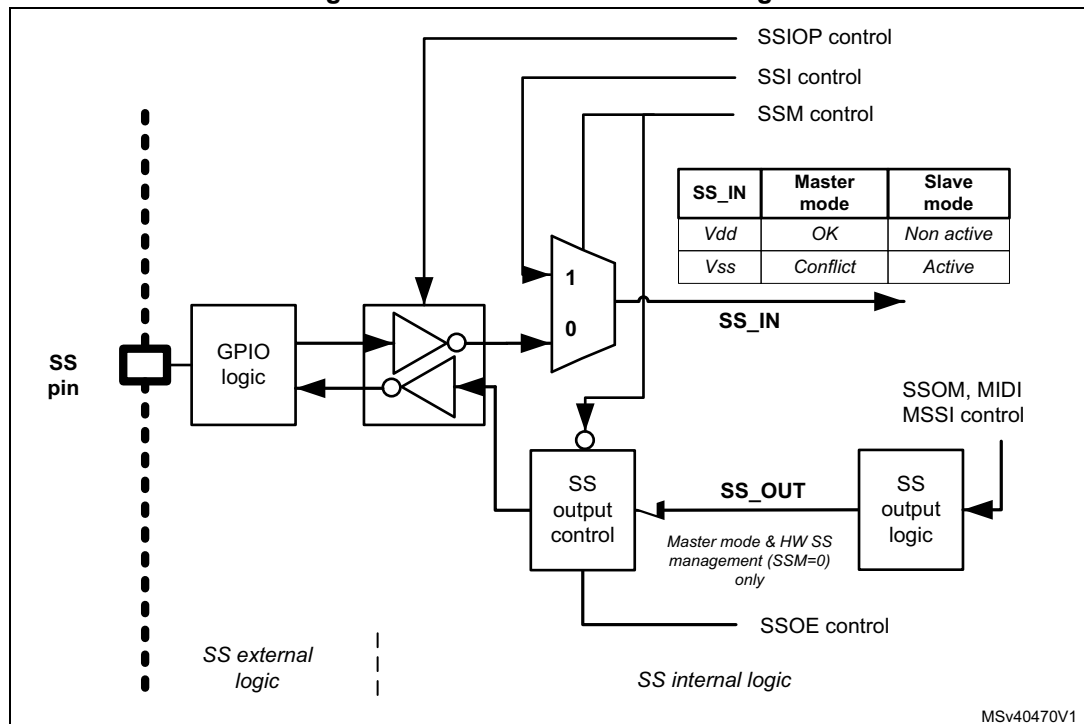 SSIOP control
SSI control
SSM control
SS_IN Master mode Slave mode
Vdd OK Non active
Vss Conflict Active
1
0
SS_IN
SS
pin
GPIO
logic
SSOM, MIDI
MSSI control
SS
output
control
SS_OUT
SS
output
logic
Master mode & HW SS
management (SSM=0)
only
SSOE control
SS external
logic
SS internal logic
MSv40470V1